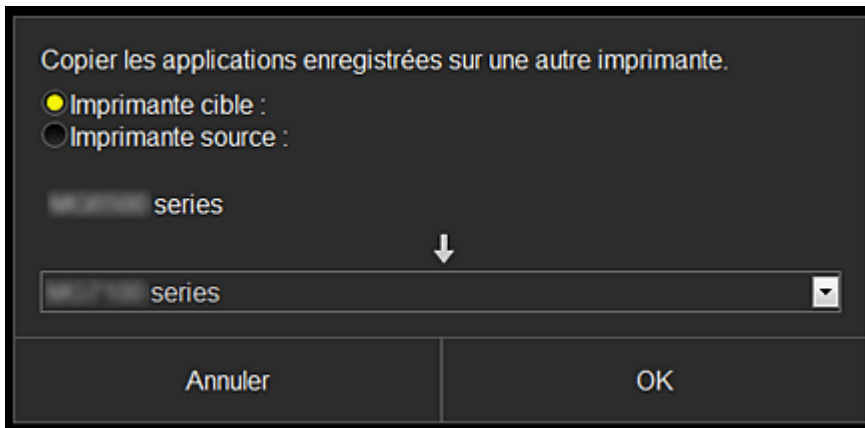 Copier les applications enregistrées sur une autre imprimante.
Imprimante cible :
Imprimante source :
series
series
Annuler
OK